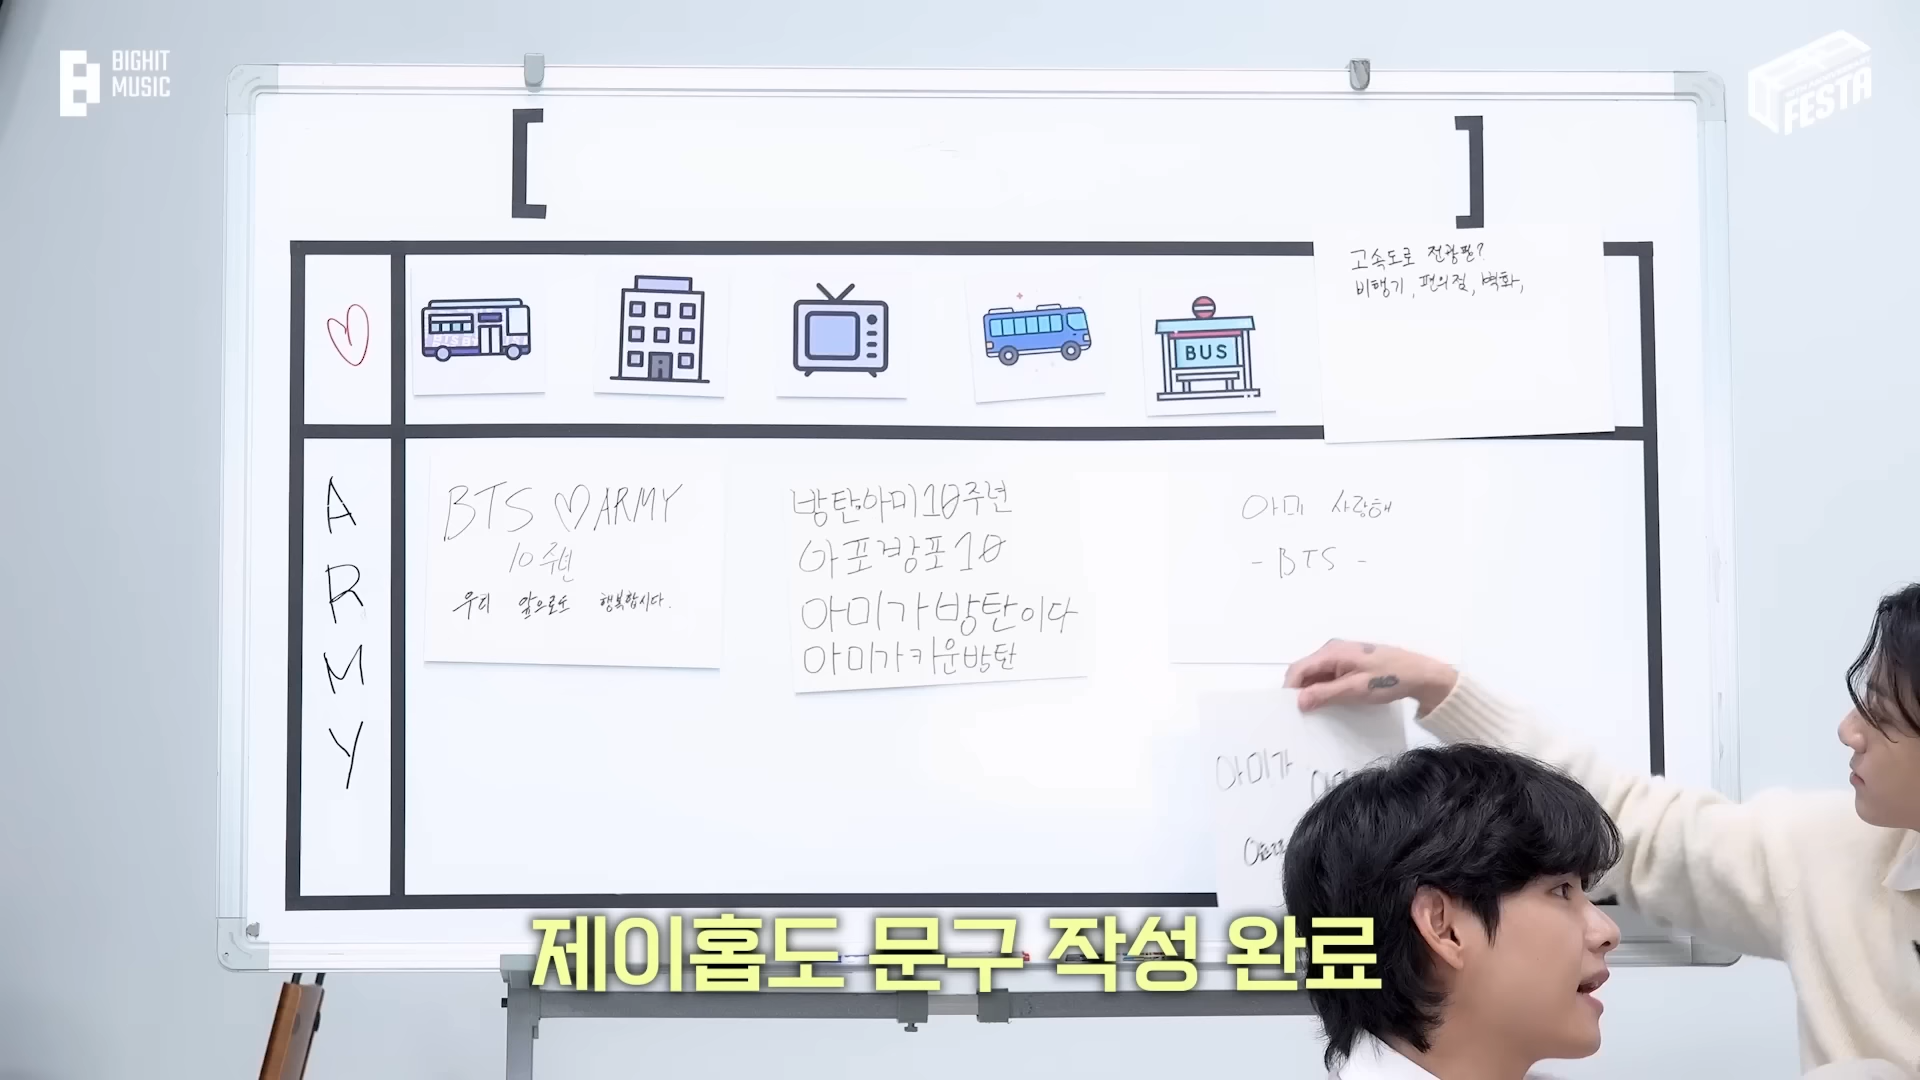 BIGHIT
MUSIC
FESTA
[ ]
고속도로 전광판?
비행기, 편의점, 벽화,
♡
BUS
ARMY
BTS ♡ ARMY
10주년
우리 앞으로도 행복합시다.
방탄아미10주년
아포방포10
아미가방탄이다
아미가키운방탄
아미 사랑해
- BTS -
아미가
제이홉도 문구 작성 완료